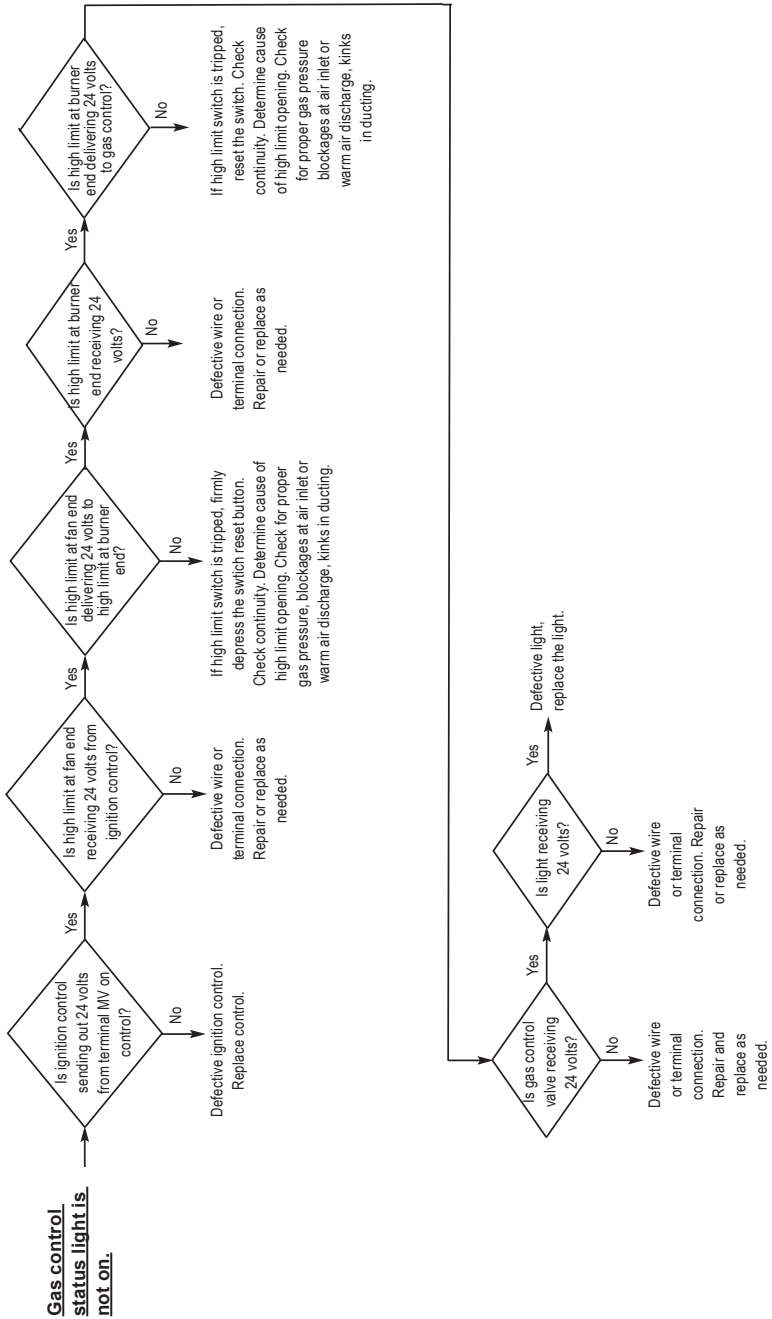 Gas control
status light is
not on.
Is ignition control
sending out 24 volts
from terminal MV on
control?
Yes
No
Defective ignition control.
Replace control.
Is high limit at fan end
receiving 24 volts from
ignition control?
Yes
No
Defective wire or
terminal connection.
Repair or replace as
needed.
Is high limit at fan end
delivering 24 volts to
high limit at burner
end?
Yes
No
If high limit switch is tripped, firmly
depress the swtich reset button.
Check continuity. Determine cause of
high limit opening. Check for proper
gas pressure, blockages at air inlet or
warm air discharge, kinks in ducting.
Is high limit at burner
end receiving 24
volts?
Yes
No
Defective wire or
terminal connection.
Repair or replace as
needed.
Is high limit at burner
end delivering 24 volts
to gas control?
No
If high limit switch is tripped,
reset the switch. Check
continuity. Determine cause
of high limit opening. Check
for proper gas pressure
blockages at air inlet or
warm air discharge, kinks
in ducting.
Is gas control
valve receiving
24 volts?
Yes
No
Defective wire
or terminal
connection.
Repair and
replace as
needed.
Is light receiving
24 volts?
Yes
No
Defective wire
or terminal
connection. Repair
or replace as
needed.
Defective light,
replace the light.